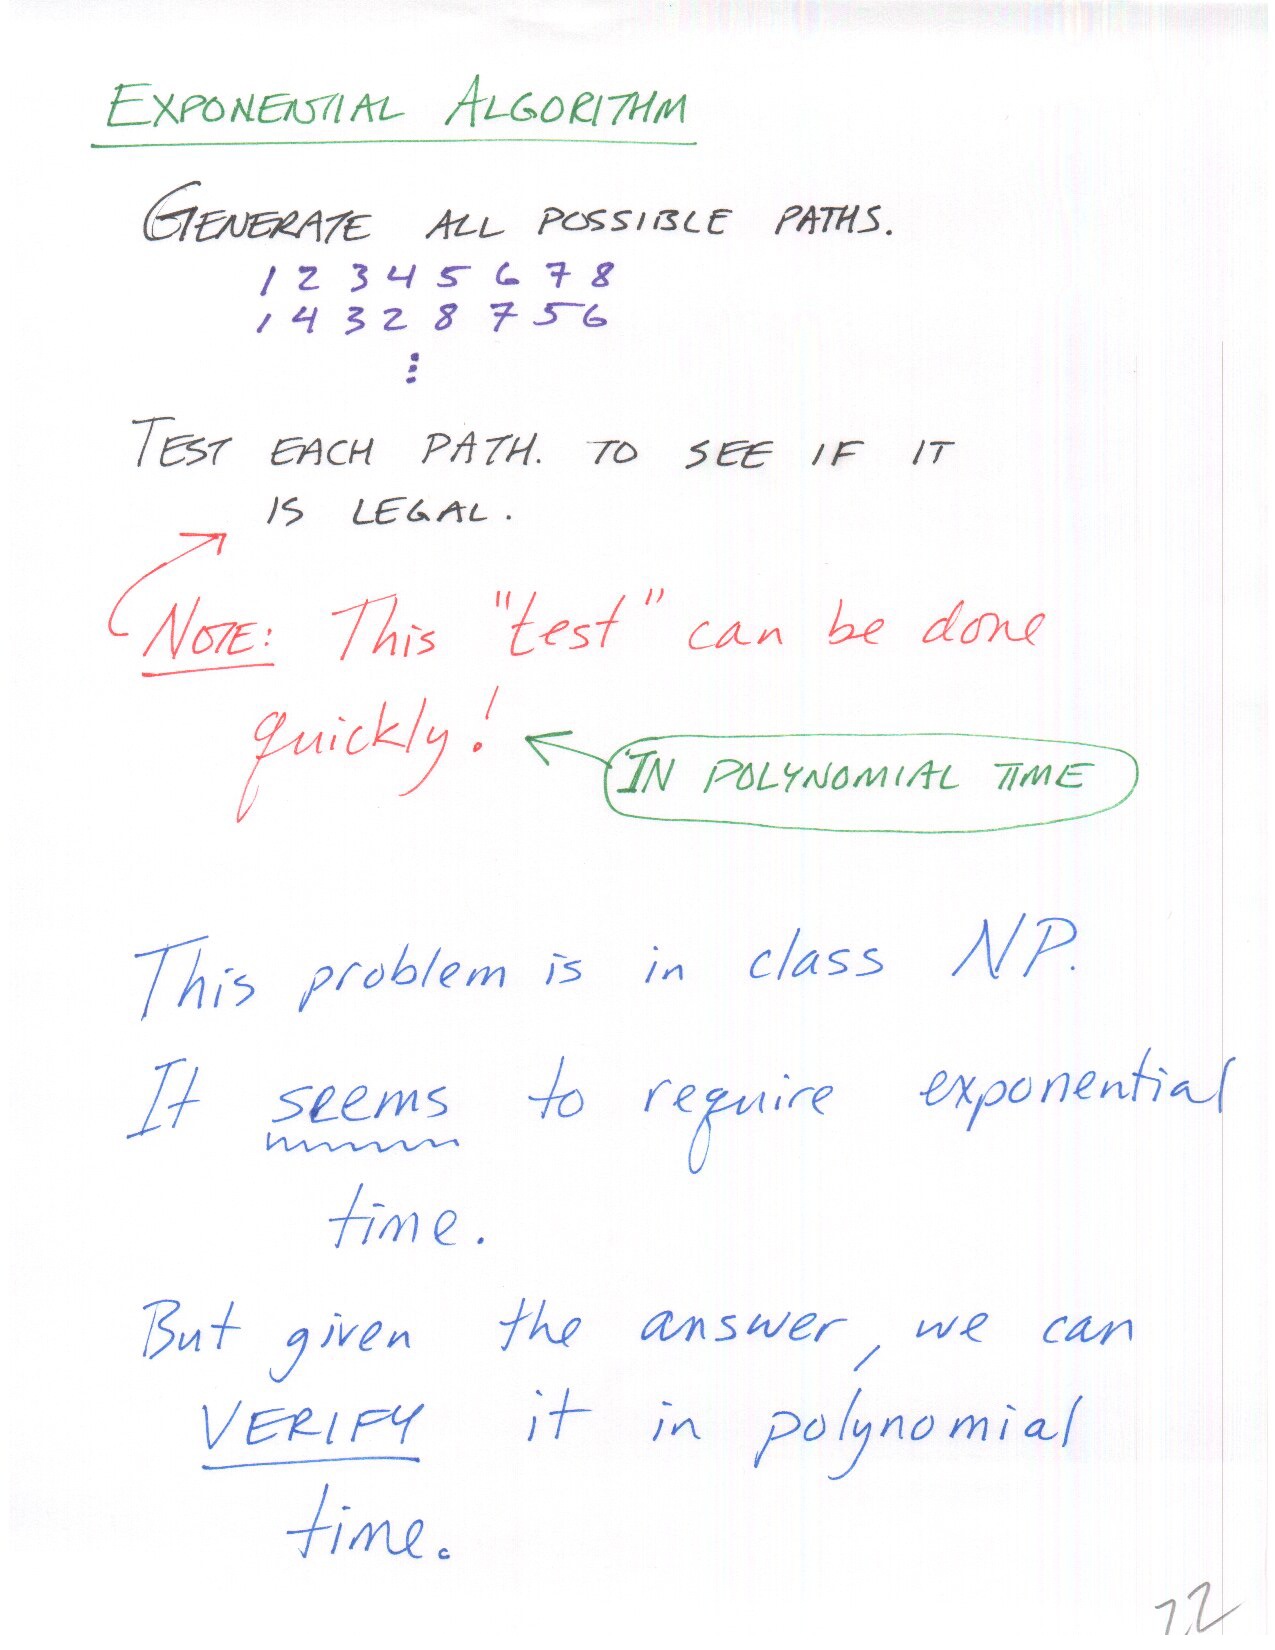 EXPONENTIAL ALGORITHM
GENERATE ALL POSSIBLE PATHS.
1 2 3 4 5 6 7 8
1 4 3 2 8 7 5 6
⋮
TEST EACH PATH. TO SEE IF IT
IS LEGAL.
NOTE: This "test" can be done
quickly!
IN POLYNOMIAL TIME
This problem is in class NP.
It seems to require exponential
time.
But given the answer, we can
VERIFY it in polynomial
time.
22